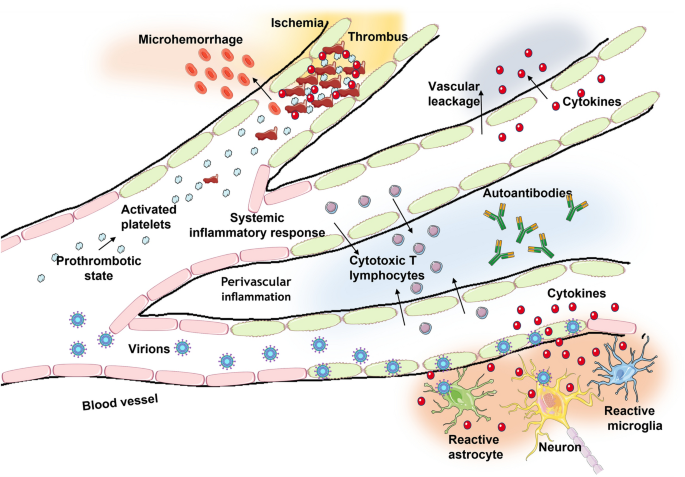 Ischemia
Microhemorrhage
Thrombus
Vascular
leakage
Cytokines
Activated
platelets
Systemic
inflammatory response
Autoantibodies
Prothrombotic
state
Cytotoxic T
lymphocytes
Perivascular
inflammation
Cytokines
Virions
Blood vessel
Reactive
astrocyte
Neuron
Reactive
microglia